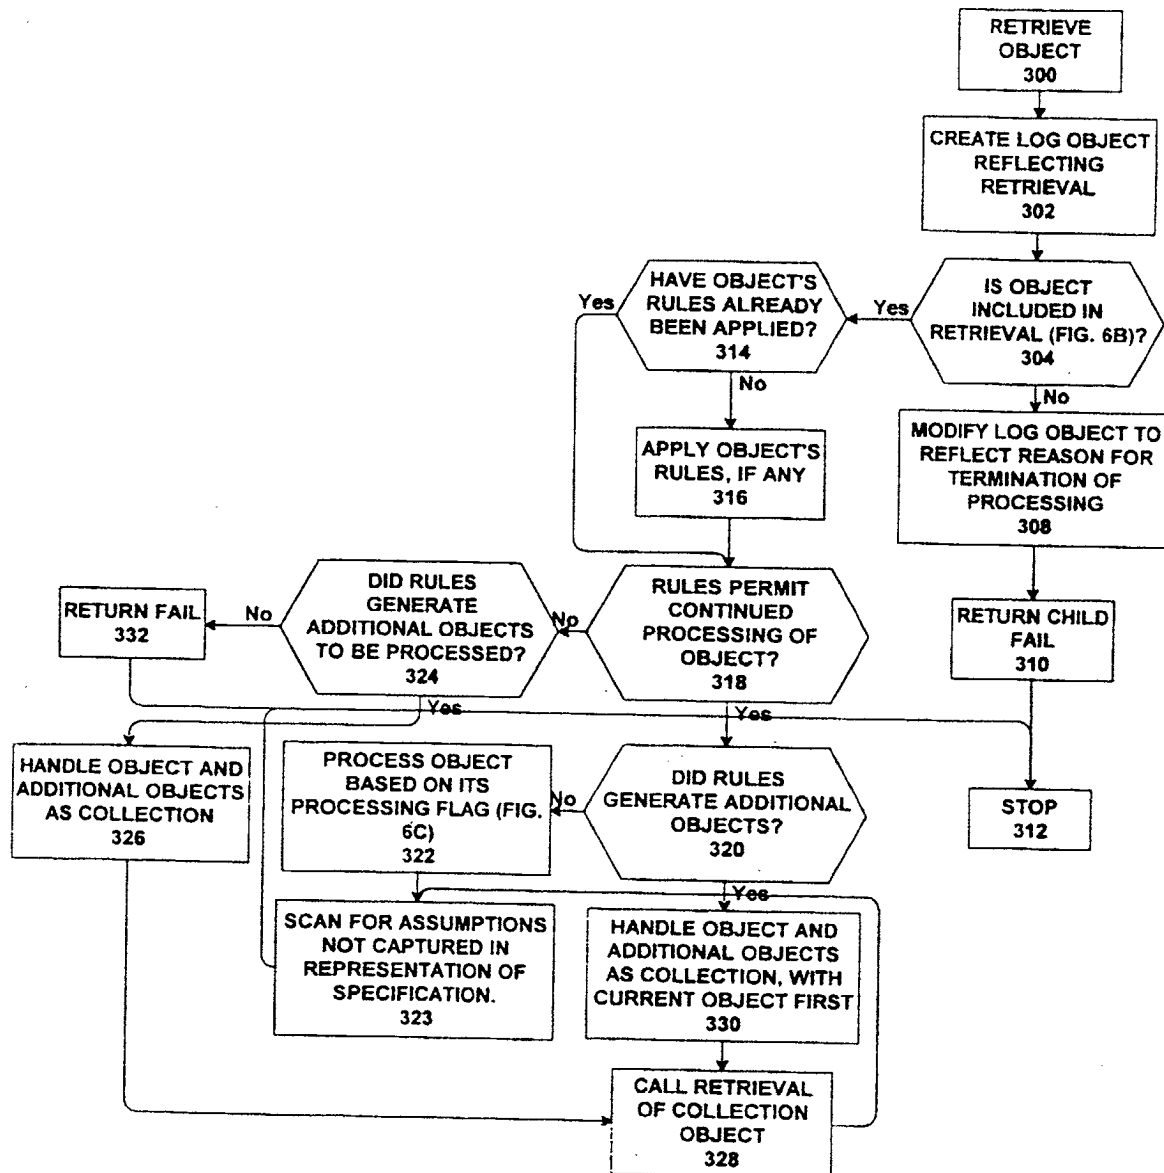 RETRIEVE
OBJECT
300
CREATE LOG OBJECT
REFLECTING
RETRIEVAL
302
IS OBJECT
INCLUDED IN
RETRIEVAL (FIG. 6B)?
304
Yes
No
HAVE OBJECT'S
RULES ALREADY
BEEN APPLIED?
314
Yes
No
MODIFY LOG OBJECT TO
REFLECT REASON FOR
TERMINATION OF
PROCESSING
308
APPLY OBJECT'S
RULES, IF ANY
316
RETURN CHILD
FAIL
310
RULES PERMIT
CONTINUED
PROCESSING OF
OBJECT?
318
No
Yes
DID RULES
GENERATE
ADDITIONAL OBJECTS
TO BE PROCESSED?
324
No
Yes
RETURN FAIL
332
HANDLE OBJECT AND
ADDITIONAL OBJECTS
AS COLLECTION
326
PROCESS OBJECT
BASED ON ITS
PROCESSING FLAG (FIG.
6C)
322
No
DID RULES
GENERATE ADDITIONAL
OBJECTS?
320
Yes
STOP
312
SCAN FOR ASSUMPTIONS
NOT CAPTURED IN
REPRESENTATION OF
SPECIFICATION.
323
HANDLE OBJECT AND
ADDITIONAL OBJECTS
AS COLLECTION, WITH
CURRENT OBJECT FIRST
330
CALL RETRIEVAL
OF COLLECTION
OBJECT
328